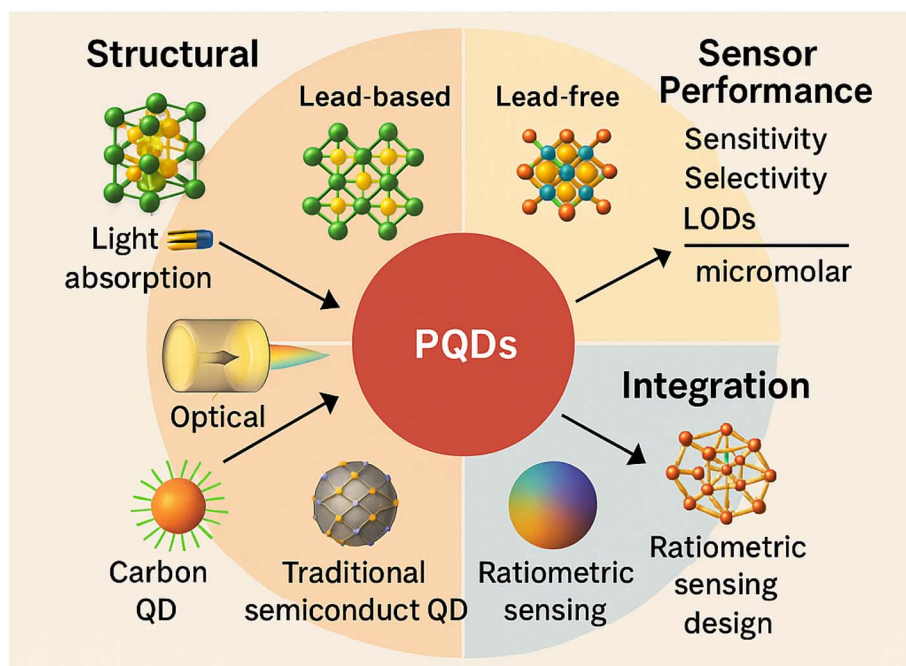 Structural
Lead-based
Lead-free
Sensor
Performance
Sensitivity
Selectivity
LODs
micromolar
Light
absorption
PQDs
Optical
Integration
Carbon
QD
Traditional
semiconduct QD
Ratiometric
sensing
Ratiometric
sensing
design